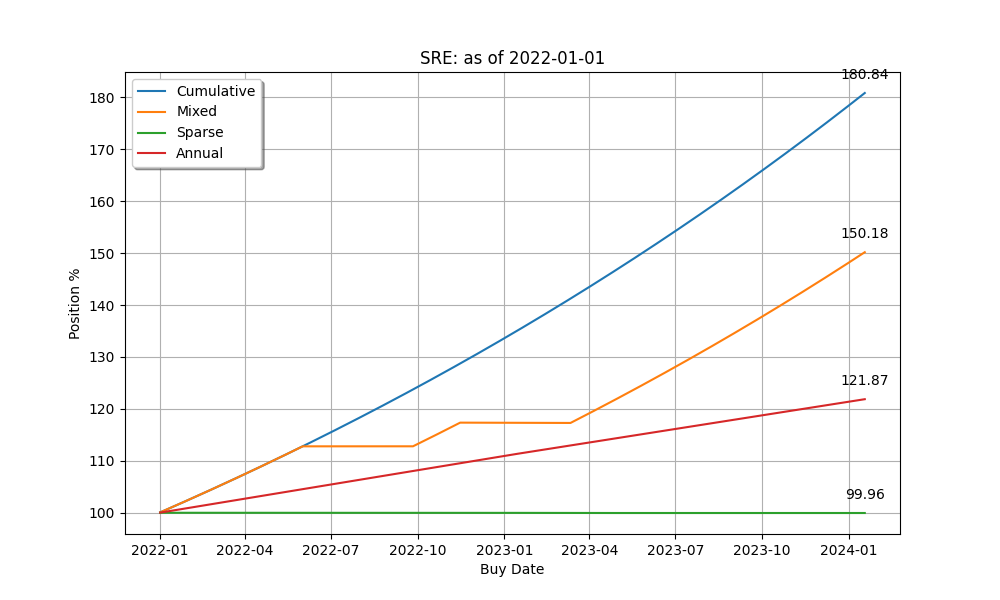 SRE: as of 2022-01-01
Cumulative
Mixed
Sparse
Annual
180.84
150.18
121.87
99.96
180
170
160
150
140
130
120
110
100
Position %
2022-01 2022-04 2022-07 2022-10 2023-01 2023-04 2023-07 2023-10 2024-01
Buy Date